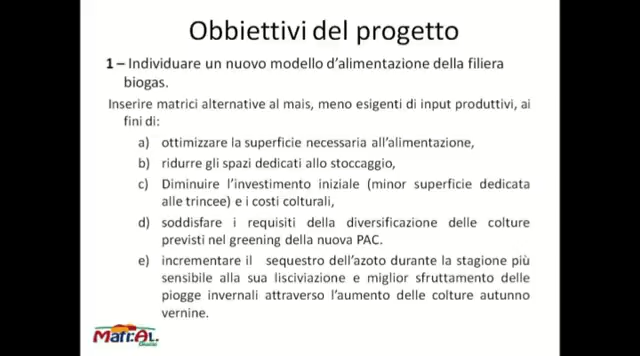 Obbiettivi del progetto
1 – Individuare un nuovo modello d'alimentazione della filiera
biogas.
Inserire matrici alternative al mais, meno esigenti di input produttivi, ai
fini di:
a) ottimizzare la superficie necessaria all'alimentazione,
b) ridurre gli spazi dedicati allo stoccaggio,
c) Diminuire l'investimento iniziale (minor superficie dedicata
alle trincee) e i costi colturali,
d) soddisfare i requisiti della diversificazione delle colture
previsti nel greening della nuova PAC.
e) incrementare il sequestro dell'azoto durante la stagione più
sensibile alla sua lisciviazione e miglior sfruttamento delle
piogge invernali attraverso l'aumento delle colture autunno
vernine.